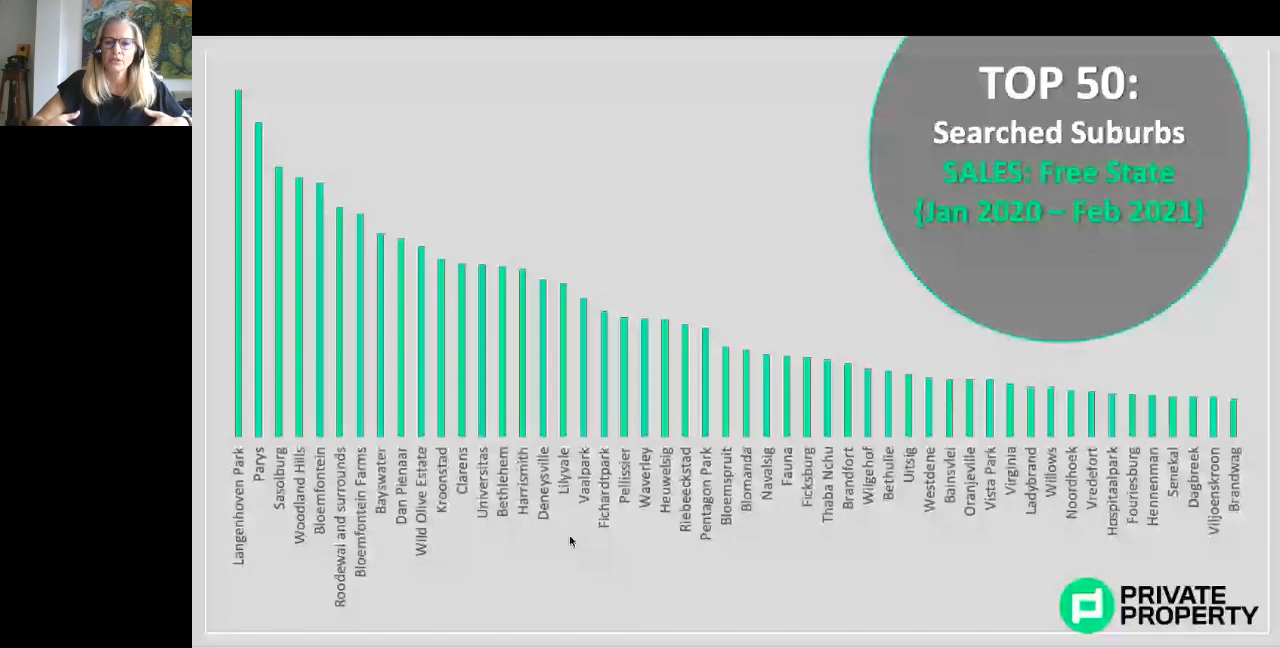 TOP 50:
Searched Suburbs
SALES: Free State
{Jan 2020 – Feb 2021}
Langenhoven Park
Parys
Sasolburg
Woodland Hills
Bloemfontein
Roodewal and surrounds
Bloemfontein Farms
Bayswater
Dan Pienaar
Wild Olive Estate
Kroonstad
Clarens
Universitas
Bethlehem
Harrismith
Deneysville
Lilyvale
Vaalpark
Fichardtpark
Pellissier
Waverley
Heuwelsig
Riebeeckstad
Pentagon Park
Bloemspruit
Blomanda
Navalsig
Fauna
Ficksburg
Thaba Nchu
Brandfort
Wilgehof
Bethulie
Uitsig
Westdene
Bainsvlei
Oranjeville
Vista Park
Virginia
Ladybrand
Willows
Noordhoek
Vredefort
Hospitaalpark
Fouriesburg
Hennenman
Senekal
Dagbreek
Viljoenskroon
Brandwag
PRIVATE
PROPERTY